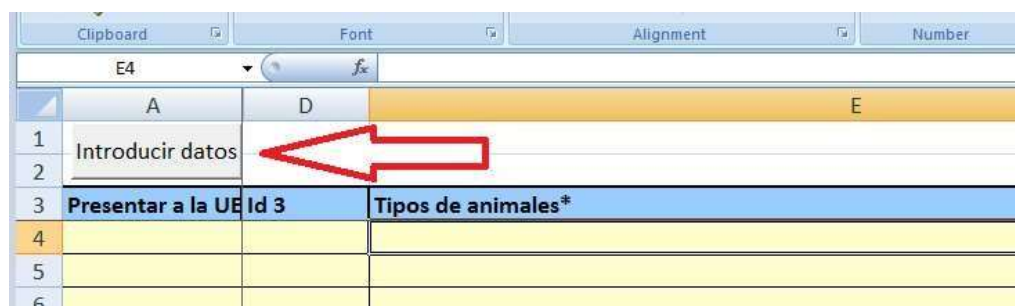 Clipboard Font Alignment Number
E4 fx
A D E
1 Introducir datos
2
3 Presentar a la UE Id 3 Tipos de animales*
4
5
6